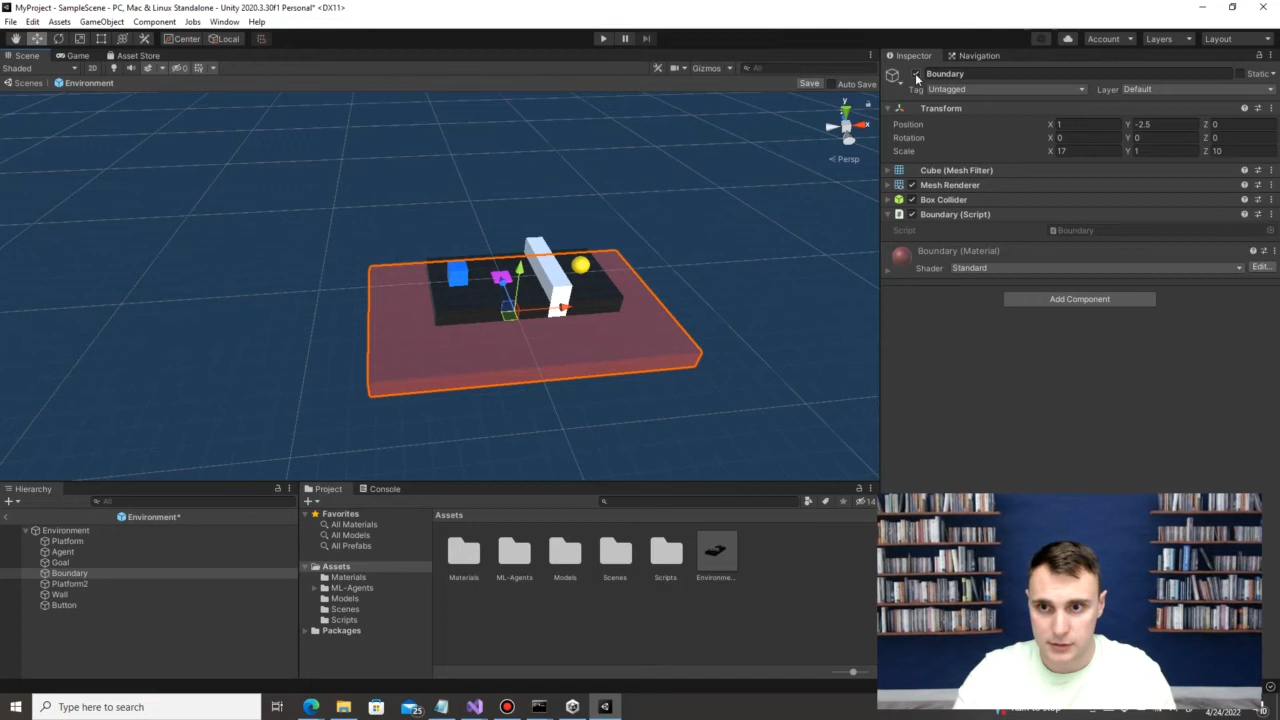 MyProject - SampleScene - PC, Mac & Linux Standalone - Unity 2020.3.30f1 Personal* <DX11>
File Edit Assets GameObject Component Jobs Window Help
Center Local
Account Layers Layout
Scene Game Asset Store
Shaded 2D 0 Gizmos All
Scenes Environment Save Auto Save
y
x
Persp
Inspector Navigation
Boundary Static
Tag Untagged Layer Default
Transform
Position X 1 Y -2.5 Z 0
Rotation X 0 Y 0 Z 0
Scale X 17 Y 1 Z 10
Cube (Mesh Filter)
Mesh Renderer
Box Collider
Boundary (Script)
Script Boundary
Boundary (Material)
Shader Standard Edit...
Add Component
Hierarchy
All
Environment*
Environment
Platform
Agent
Goal
Boundary
Platform2
Wall
Button
Project Console
14
Favorites
All Materials
All Models
All Prefabs
Assets
Materials
ML-Agents
Models
Scenes
Scripts
Packages
Assets
Materials ML-Agents Models Scenes Scripts Environme...
Type here to search
25
4/24/2022